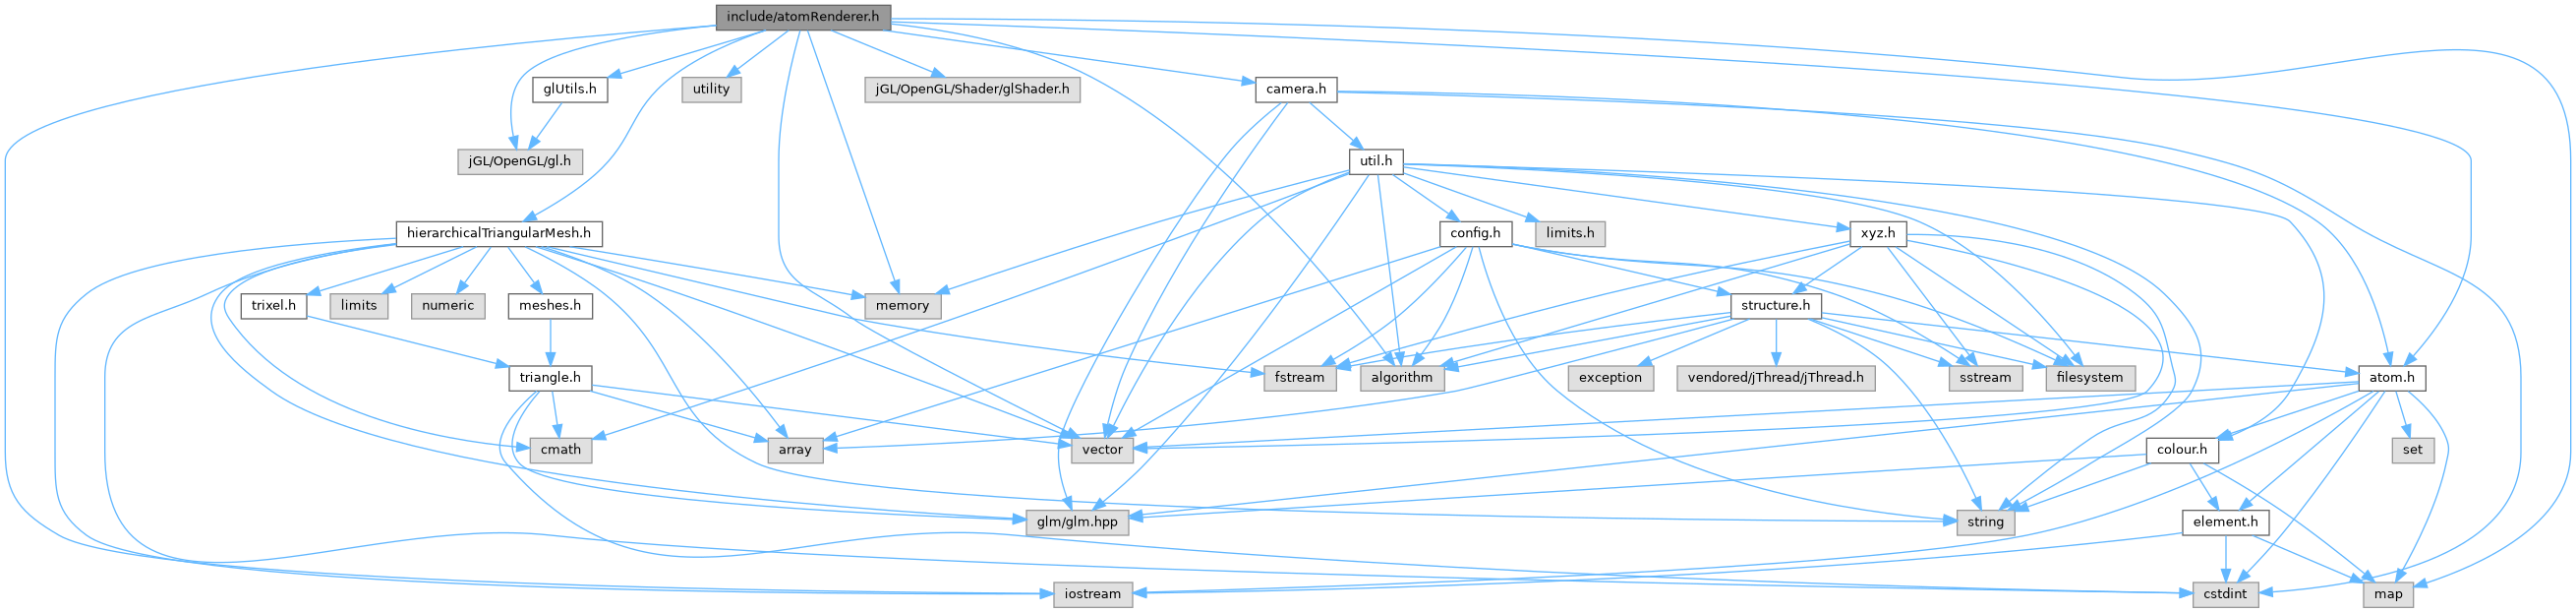 include/atomRenderer.h
glUtils.h
utility
jGL/OpenGL/Shader/glShader.h
camera.h
jGL/OpenGL/gl.h
util.h
hierarchicalTriangularMesh.h
config.h
limits.h
xyz.h
trixel.h
limits
numeric
meshes.h
memory
structure.h
triangle.h
fstream
algorithm
exception
vendored/jThread/jThread.h
sstream
filesystem
atom.h
cmath
array
vector
colour.h
set
glm/glm.hpp
string
element.h
iostream
cstdint
map